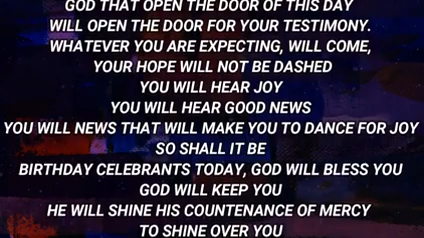 GOD THAT OPEN THE DOOR OF THIS DAY
WILL OPEN THE DOOR FOR YOUR TESTIMONY.
WHATEVER YOU ARE EXPECTING, WILL COME,
YOUR HOPE WILL NOT BE DASHED
YOU WILL HEAR JOY
YOU WILL HEAR GOOD NEWS
YOU WILL NEWS THAT WILL MAKE YOU TO DANCE FOR JOY
SO SHALL IT BE
BIRTHDAY CELEBRANTS TODAY, GOD WILL BLESS YOU
GOD WILL KEEP YOU
HE WILL SHINE HIS COUNTENANCE OF MERCY
TO SHINE OVER YOU